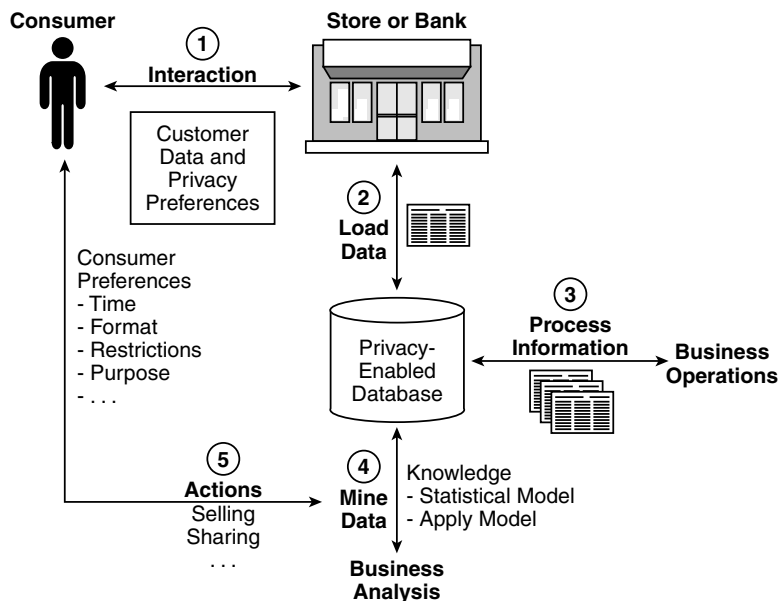 Consumer
Store or Bank
1
Interaction
Customer
Data and
Privacy
Preferences
2
Load
Data
Consumer
Preferences
- Time
- Format
- Restrictions
- Purpose
- . . .
Privacy-
Enabled
Database
3
Process
Information
Business
Operations
5
Actions
Selling
Sharing
. . .
4
Mine
Data
Knowledge
- Statistical Model
- Apply Model
Business
Analysis